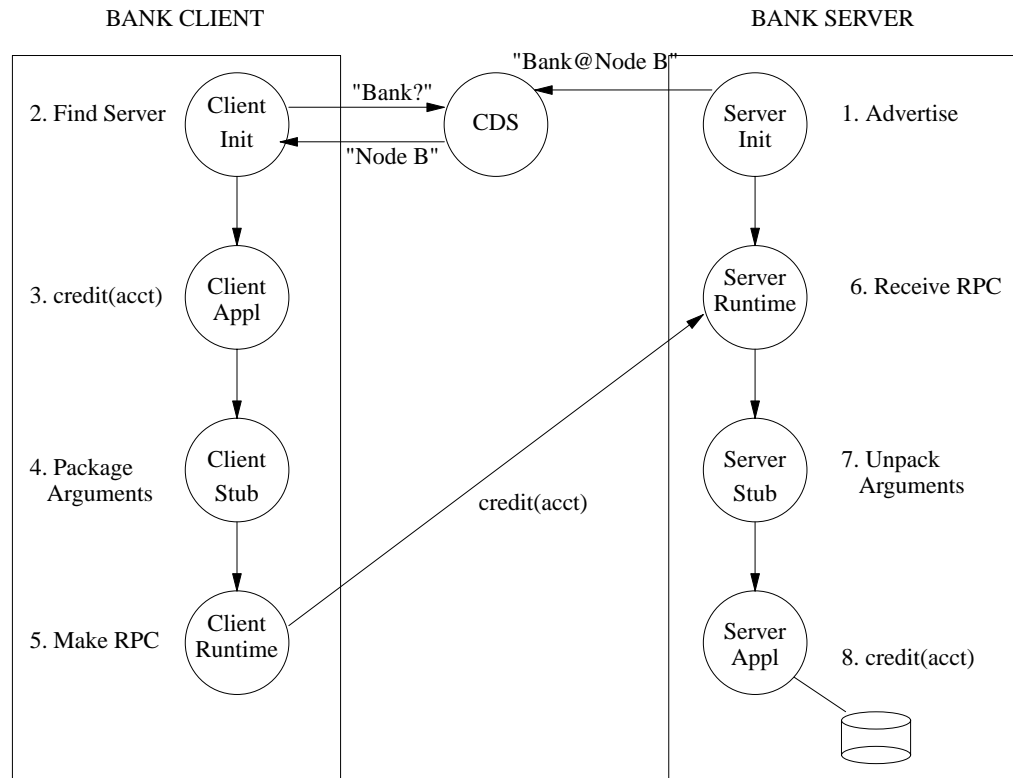 BANK CLIENT
BANK SERVER
"Bank@Node B"
2. Find Server
Client
Init
"Bank?"
"Node B"
CDS
Server
Init
1. Advertise
3. credit(acct)
Client
Appl
Server
Runtime
6. Receive RPC
4. Package
Arguments
Client
Stub
credit(acct)
Server
Stub
7. Unpack
Arguments
5. Make RPC
Client
Runtime
Server
Appl
8. credit(acct)